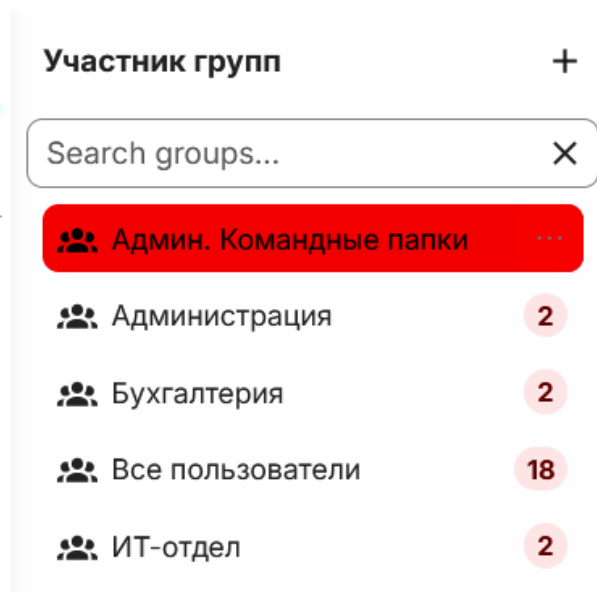 Участник групп
Search groups...
Админ. Командные папки
Администрация 2
Бухгалтерия 2
Все пользователи 18
ИТ-отдел 2